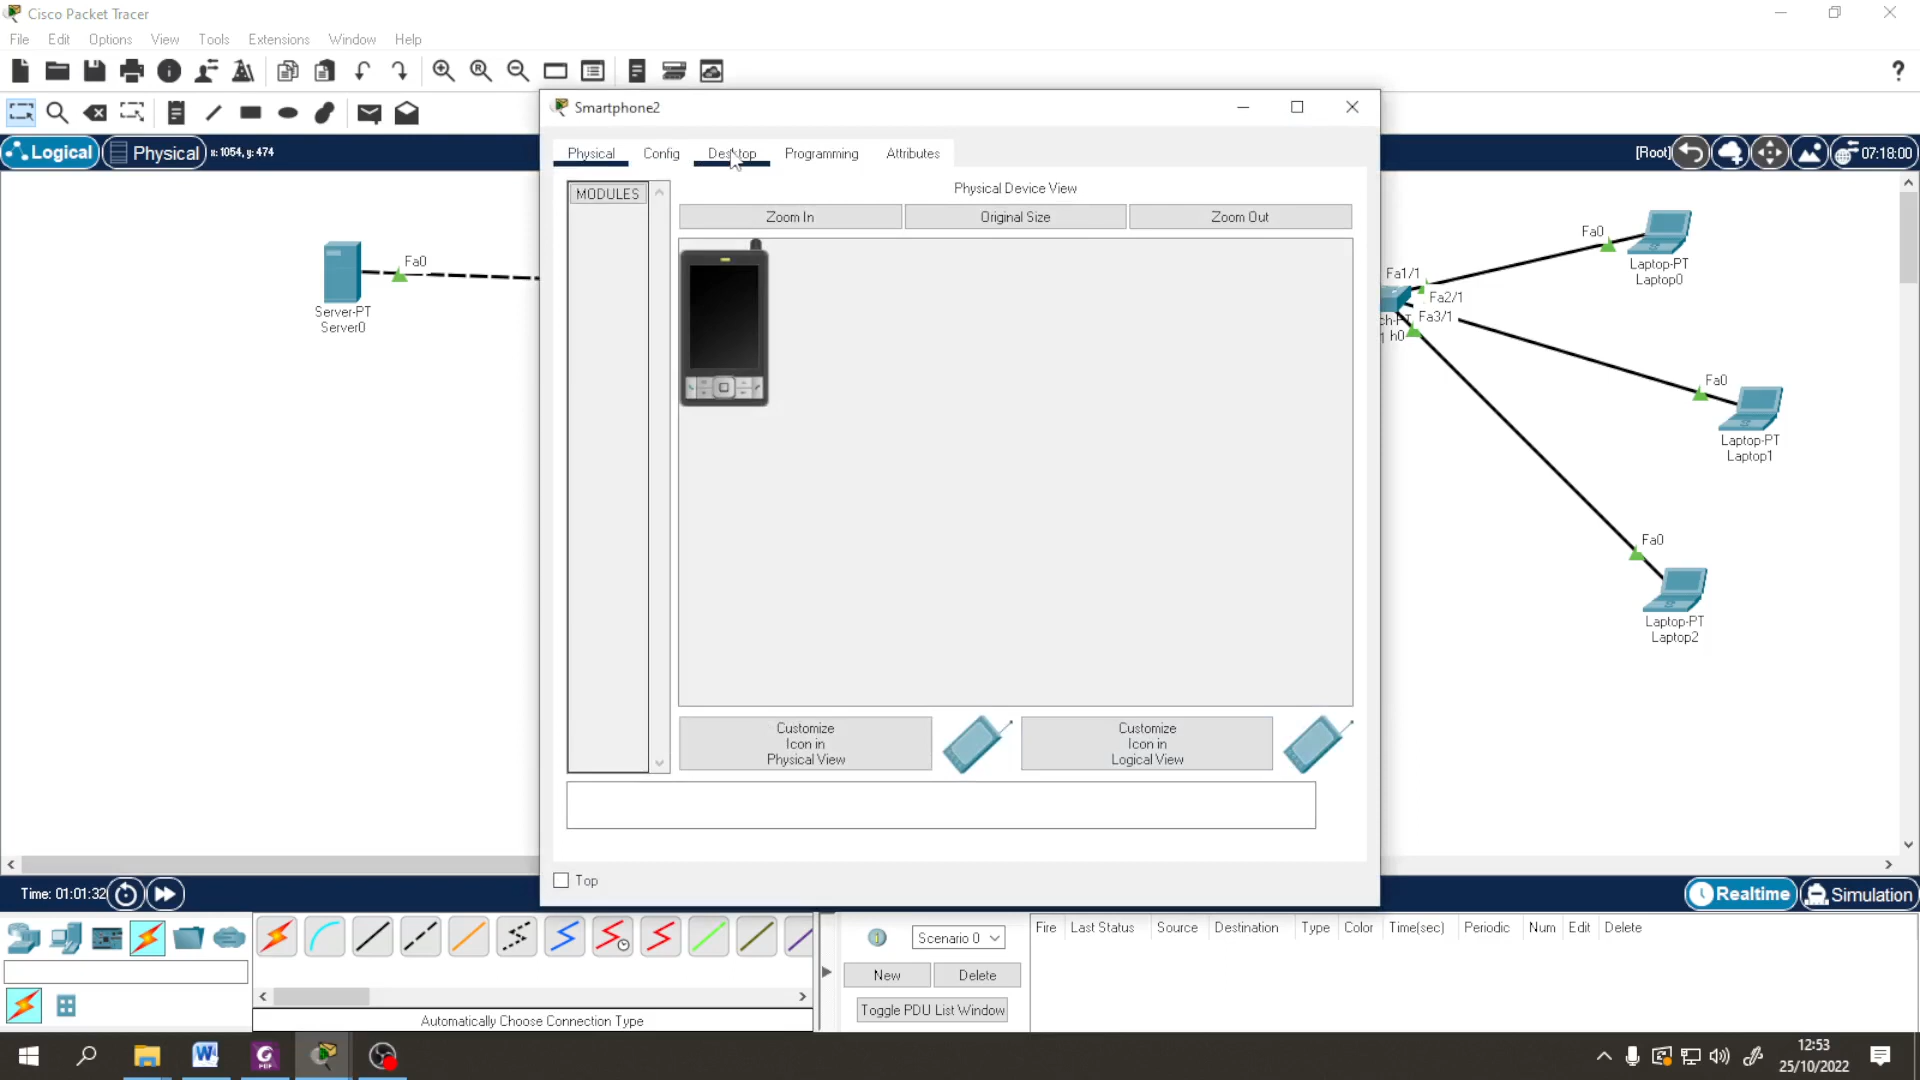 Cisco Packet Tracer
File Edit Options View Tools Extensions Window Help
Smartphone2
Logical Physical x: 1054, y: 474
[Root] 07:18:00
Physical Config Desktop Programming Attributes
MODULES
Physical Device View
Zoom In Original Size Zoom Out
Fa0
Server-PT
Server0
Fa0
Laptop-PT
Laptop0
Fa1/1
Fa2/1
Fa3/1
Fa0
Laptop-PT
Laptop1
Fa0
Laptop-PT
Laptop2
Customize
Icon in
Physical View
Customize
Icon in
Logical View
Top
Time: 01:01:32
Realtime Simulation
Scenario 0
New Delete
Toggle PDU List Window
Fire Last Status Source Destination Type Color Time(sec) Periodic Num Edit Delete
Automatically Choose Connection Type
12:53
25/10/2022